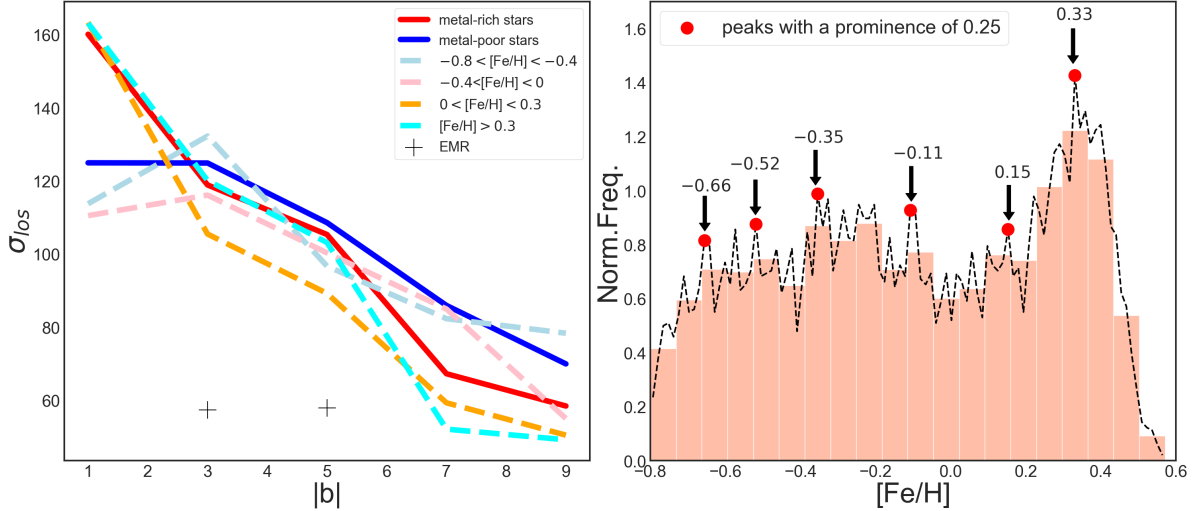 160
140
120
100
80
60
σlos
1 2 3 4 5 6 7 8 9
|b|
metal-rich stars
metal-poor stars
−0.8 < [Fe/H] < −0.4
−0.4<[Fe/H] < 0
0 < [Fe/H] < 0.3
[Fe/H] > 0.3
EMR
1.6
1.4
1.2
1.0
0.8
0.6
0.4
0.2
0.0
Norm.Freq.
peaks with a prominence of 0.25
−0.66
−0.52
−0.35
−0.11
0.15
0.33
−0.8 −0.6 −0.4 −0.2 0.0 0.2 0.4 0.6
[Fe/H]